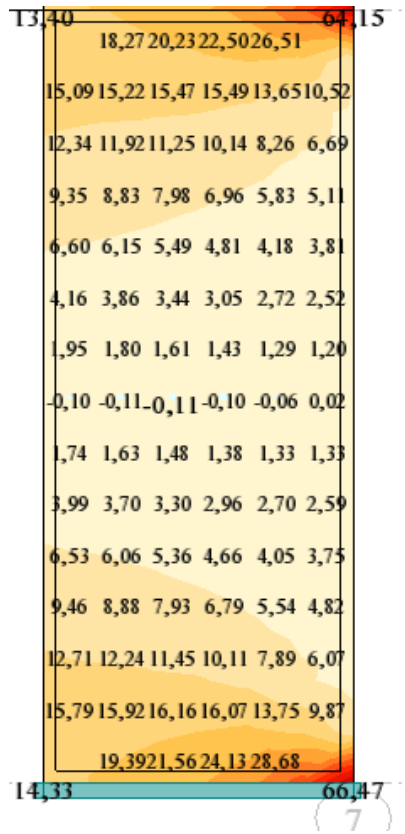 13,40 64,15
18,27 20,23 22,50 26,51
15,09 15,22 15,47 15,49 13,65 10,52
12,34 11,92 11,25 10,14 8,26 6,69
9,35 8,83 7,98 6,96 5,83 5,11
6,60 6,15 5,49 4,81 4,18 3,81
4,16 3,86 3,44 3,05 2,72 2,52
1,95 1,80 1,61 1,43 1,29 1,20
-0,10 -0,11 -0,11 -0,10 -0,06 0,02
1,74 1,63 1,48 1,38 1,33 1,33
3,99 3,70 3,30 2,96 2,70 2,59
6,53 6,06 5,36 4,66 4,05 3,75
9,46 8,88 7,93 6,79 5,54 4,82
12,71 12,24 11,45 10,11 7,89 6,07
15,79 15,92 16,16 16,07 13,75 9,87
19,39 21,56 24,13 28,68
14,33 66,47
7